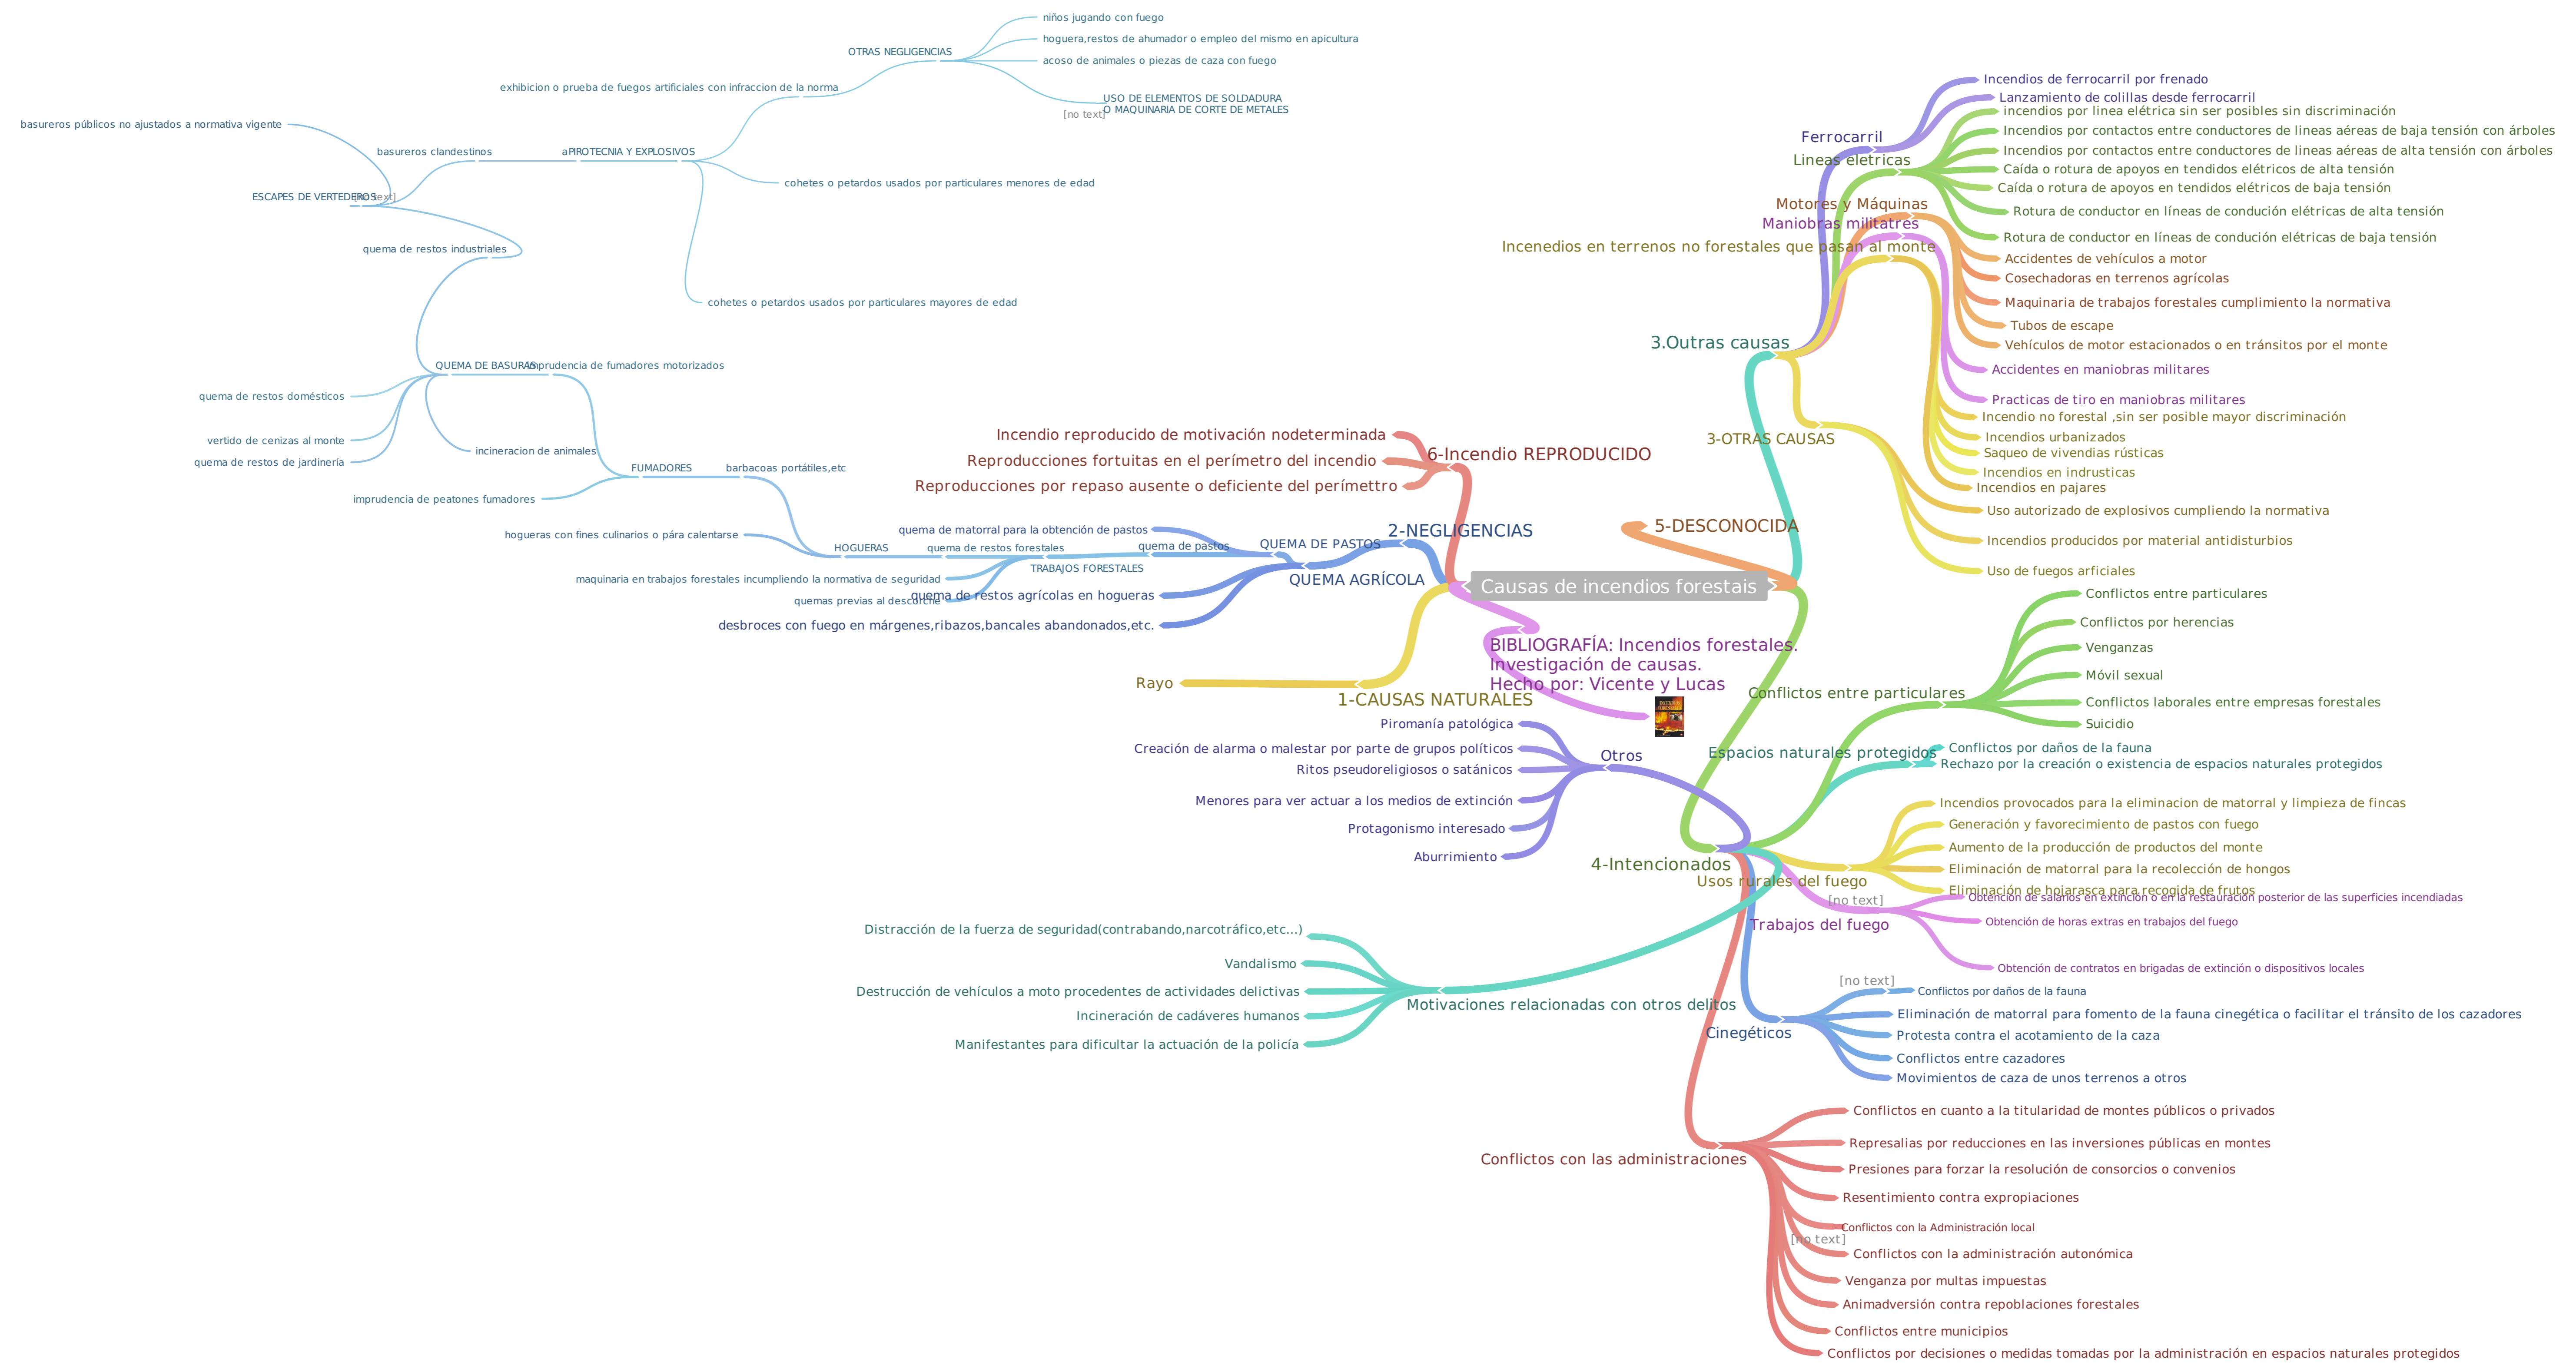 niños jugando con fuego
hoguera,restos de ahumador o empleo del mismo en apicultura
acoso de animales o piezas de caza con fuego
OTRAS NEGLIGENCIAS
USO DE ELEMENTOS DE SOLDADURA
O MAQUINARIA DE CORTE DE METALES
[no text]
exhibicion o prueba de fuegos artificiales con infraccion de la norma
basureros públicos no ajustados a normativa vigente
basureros clandestinos
aPIROTECNIA Y EXPLOSIVOS
cohetes o petardos usados por particulares menores de edad
ESCAPES DE VERTEDEROS
[no text]
quema de restos industriales
cohetes o petardos usados por particulares mayores de edad
QUEMA DE BASURAS
imprudencia de fumadores motorizados
quema de restos domésticos
vertido de cenizas al monte
incineracion de animales
quema de restos de jardinería
FUMADORES
barbacoas portátiles,etc
imprudencia de peatones fumadores
hogueras con fines culinarios o pára calentarse
HOGUERAS
quema de restos forestales
TRABAJOS FORESTALES
quema de pastos
maquinaria en trabajos forestales incumpliendo la normativa de seguridad
quemas previas al descorche
quema de matorral para la obtención de pastos
QUEMA DE PASTOS
2-NEGLIGENCIAS
QUEMA AGRÍCOLA
quema de restos agrícolas en hogueras
desbroces con fuego en márgenes,ribazos,bancales abandonados,etc.
Incendio reproducido de motivación nodeterminada
Reproducciones fortuitas en el perímetro del incendio
Reproducciones por repaso ausente o deficiente del perímettro
6-Incendio REPRODUCIDO
5-DESCONOCIDA
Causas de incendios forestais
BIBLIOGRAFÍA: Incendios forestales.
Investigación de causas.
Hecho por: Vicente y Lucas
Rayo
1-CAUSAS NATURALES
3.Outras causas
Ferrocarril
Incendios de ferrocarril por frenado
Lanzamiento de colillas desde ferrocarril
Lineas eletricas
incendios por linea elétrica sin ser posibles sin discriminación
Incendios por contactos entre conductores de lineas aéreas de baja tensión con árboles
Incendios por contactos entre conductores de lineas aéreas de alta tensión con árboles
Caída o rotura de apoyos en tendidos elétricos de alta tensión
Caída o rotura de apoyos en tendidos elétricos de baja tensión
Rotura de conductor en líneas de condución elétricas de alta tensión
Rotura de conductor en líneas de condución elétricas de baja tensión
Motores y Máquinas
Accidentes de vehículos a motor
Cosechadoras en terrenos agrícolas
Maquinaria de trabajos forestales cumplimiento la normativa
Tubos de escape
Vehículos de motor estacionados o en tránsitos por el monte
Maniobras militatres
Accidentes en maniobras militares
Practicas de tiro en maniobras militares
Incenedios en terrenos no forestales que pasan al monte
Incendio no forestal ,sin ser posible mayor discriminación
Incendios urbanizados
Saqueo de vivendias rústicas
Incendios en indrusticas
Incendios en pajares
3-OTRAS CAUSAS
Uso autorizado de explosivos cumpliendo la normativa
Incendios producidos por material antidisturbios
Uso de fuegos arficiales
4-Intencionados
Conflictos entre particulares
Conflictos entre particulares
Conflictos por herencias
Venganzas
Móvil sexual
Conflictos laborales entre empresas forestales
Suicidio
Espacios naturales protegidos
Conflictos por daños de la fauna
Rechazo por la creación o existencia de espacios naturales protegidos
Usos rurales del fuego
Incendios provocados para la eliminacion de matorral y limpieza de fincas
Generación y favorecimiento de pastos con fuego
Aumento de la producción de productos del monte
Eliminación de matorral para la recolección de hongos
Eliminación de hojarasca para recogida de frutos
[no text]
Trabajos del fuego
Obtención de salarios en extinción o en la restauración posterior de las superficies incendiadas
Obtención de horas extras en trabajos del fuego
Obtención de contratos en brigadas de extinción o dispositivos locales
Cinegéticos
[no text]
Conflictos por daños de la fauna
Eliminación de matorral para fomento de la fauna cinegética o facilitar el tránsito de los cazadores
Protesta contra el acotamiento de la caza
Conflictos entre cazadores
Movimientos de caza de unos terrenos a otros
Conflictos con las administraciones
Conflictos en cuanto a la titularidad de montes públicos o privados
Represalias por reducciones en las inversiones públicas en montes
Presiones para forzar la resolución de consorcios o convenios
Resentimiento contra expropiaciones
Conflictos con la Administración local
[no text]
Conflictos con la administración autonómica
Venganza por multas impuestas
Animadversión contra repoblaciones forestales
Conflictos entre municipios
Conflictos por decisiones o medidas tomadas por la administración en espacios naturales protegidos
Otros
Piromanía patológica
Creación de alarma o malestar por parte de grupos políticos
Ritos pseudoreligiosos o satánicos
Menores para ver actuar a los medios de extinción
Protagonismo interesado
Aburrimiento
Motivaciones relacionadas con otros delitos
Distracción de la fuerza de seguridad(contrabando,narcotráfico,etc...)
Vandalismo
Destrucción de vehículos a moto procedentes de actividades delictivas
Incineración de cadáveres humanos
Manifestantes para dificultar la actuación de la policía